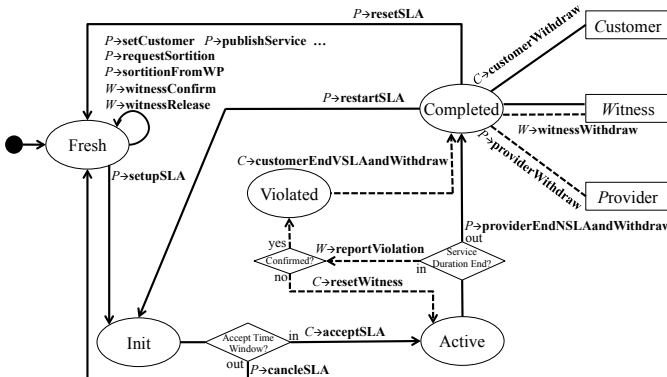 P→resetSLA
P→setCustomer P→publishService ...
P→requestSortition
P→sortitionFromWP
W→witnessConfirm
W→witnessRelease
C→customerWithdraw
Customer
P→restartSLA
Completed
Witness
W→witnessWithdraw
Fresh
P→providerWithdraw
C→customerEndVSLAandWithdraw
P→setupSLA
Violated
Provider
P→providerEndNSLAandWithdraw
yes
W→reportViolation
out
Confirmed?
in
Service
Duration End?
no
C→resetWitness
Init
Accept Time
Window?
in
C→acceptSLA
Active
out
P→cancleSLA